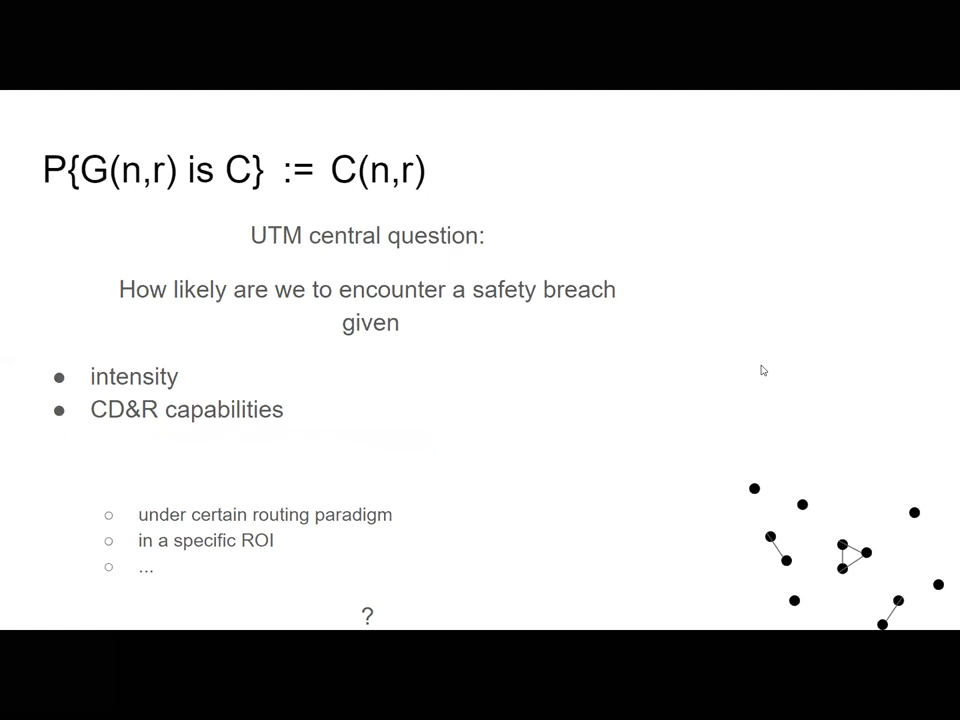 P{G(n,r) is C} := C(n,r)
UTM central question:
How likely are we to encounter a safety breach
given
● intensity
● CD&R capabilities
○ under certain routing paradigm
○ in a specific ROI
○ ...
?